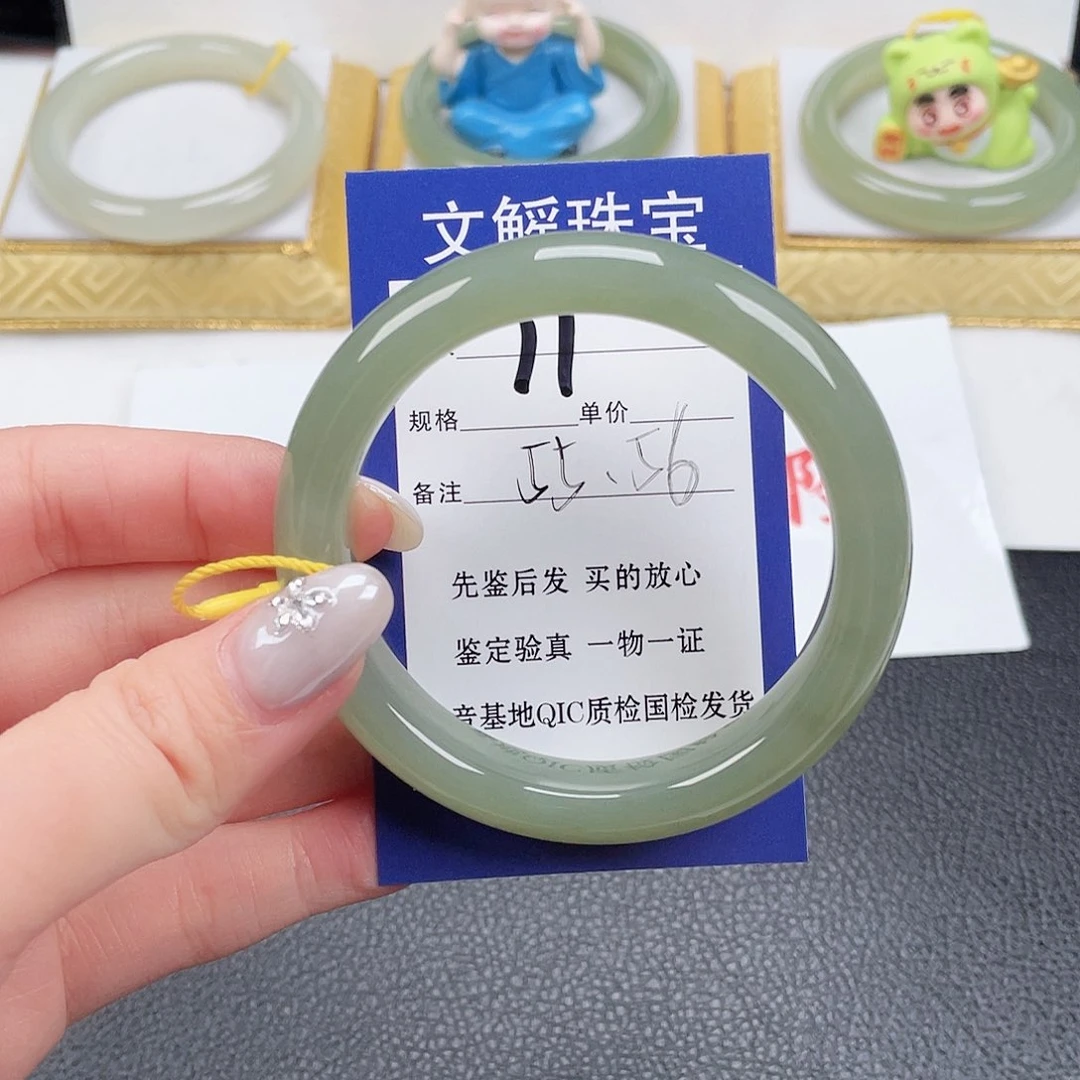 文解珠宝
规格 单价
备注
56
先鉴后发 买的放心
鉴定验真 一物一证
音基地QIC质检国检发货